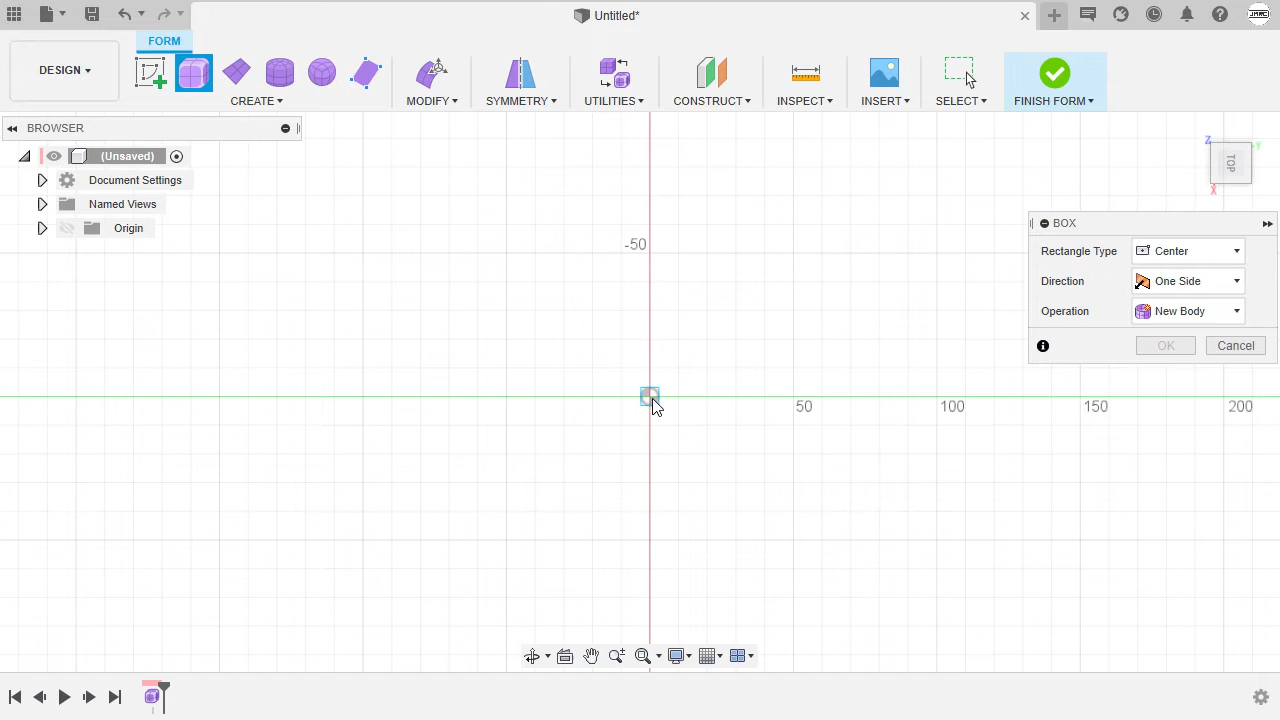 Untitled*
JMRC
FORM
DESIGN
CREATE
MODIFY
SYMMETRY
UTILITIES
CONSTRUCT
INSPECT
INSERT
SELECT
FINISH FORM
BROWSER
(Unsaved)
Document Settings
Named Views
Origin
Z
Y
TOP
X
BOX
Rectangle Type
Center
Direction
One Side
Operation
New Body
OK
Cancel
-50
50
100
150
200